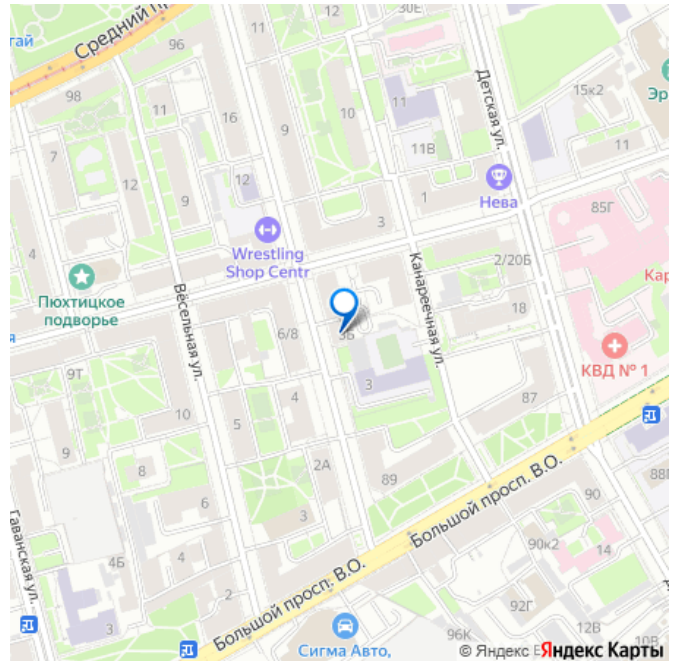 тай
Средний п
96
98
11
30Е
11
16
9
10
11
11В
Детская ул.
15к2
Эр
11
7
12
9
12
4
Wrestling
Shop Centr
3
1
Нева
85Г
Кар
Пюхтицкое
подворье
Вёсельная ул.
я
6/8
3Б
Канареечная ул.
2/20Б
18
КВД № 1
9Т
10
5
4
3
87
9
8
2А
89
Большой просп. В.О.
88
6
3
90
Гаванская ул.
4Б
4
90к2
14
3
2
Большой просп. В.О.
92Г
12В
10В
96К
Сигма Авто,
© Яндекс
Яндекс Карты